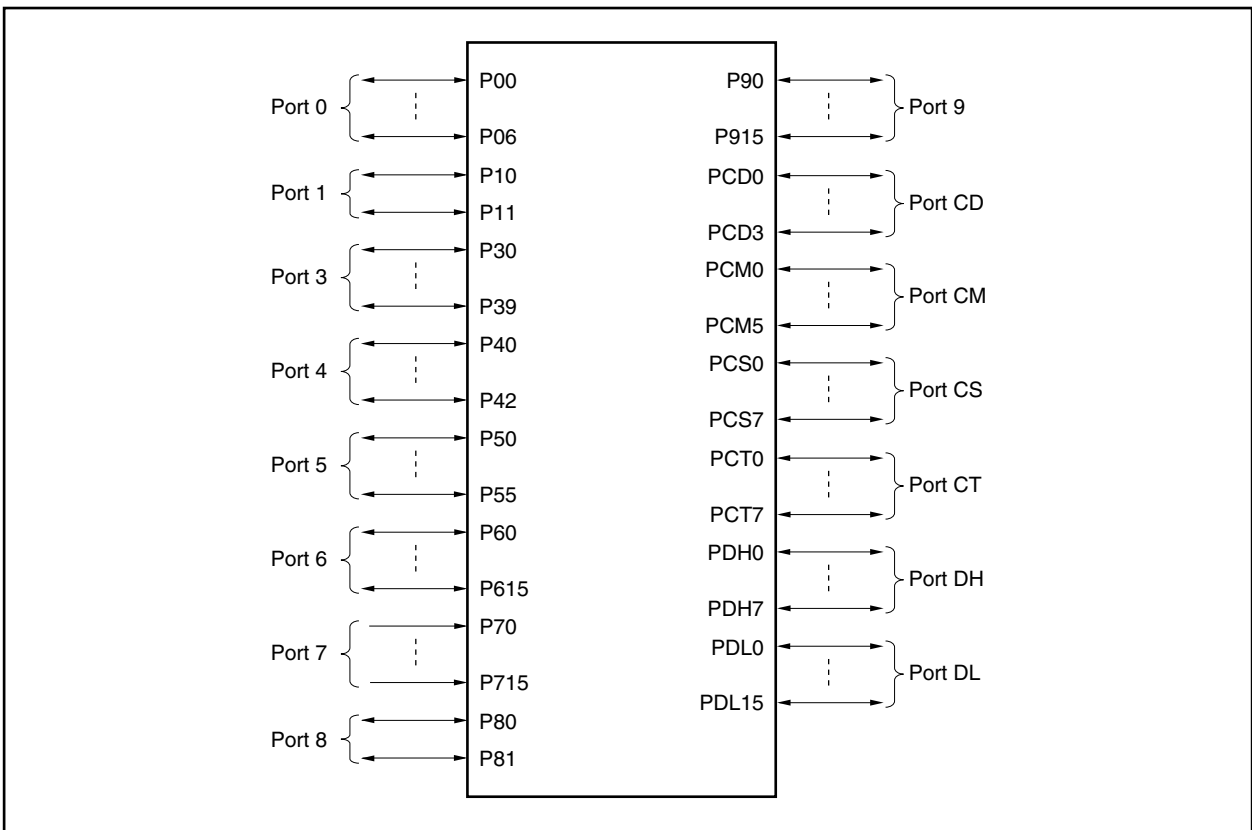 Port 0
P00
P06
Port 1
P10
P11
Port 3
P30
P39
Port 4
P40
P42
Port 5
P50
P55
Port 6
P60
P615
Port 7
P70
P715
Port 8
P80
P81
P90
P915
Port 9
PCD0
PCD3
Port CD
PCM0
PCM5
Port CM
PCS0
PCS7
Port CS
PCT0
PCT7
Port CT
PDH0
PDH7
Port DH
PDL0
PDL15
Port DL